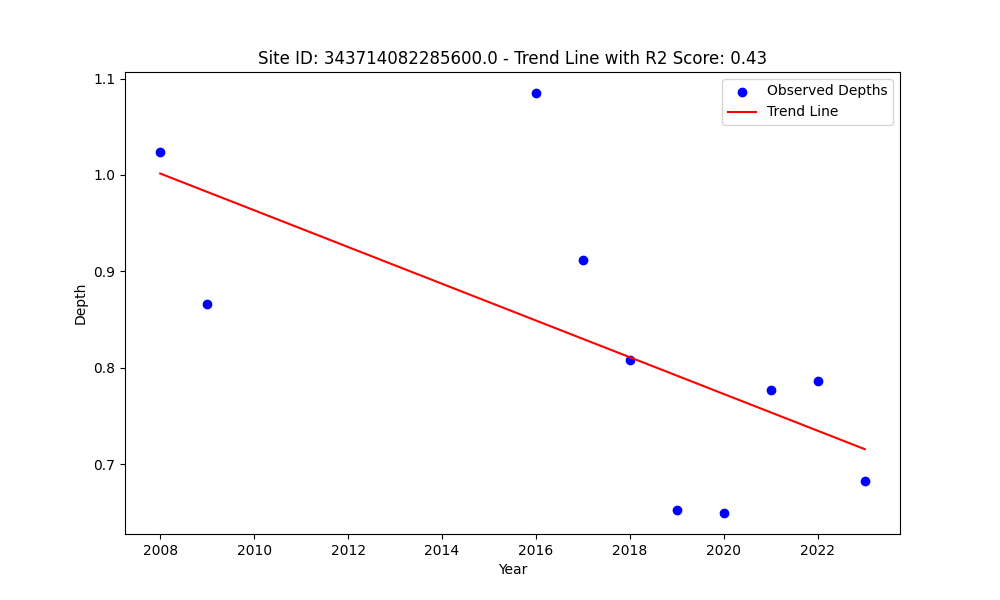 Site ID: 343714082285600.0 - Trend Line with R2 Score: 0.43
Observed Depths
Trend Line
1.1
1.0
0.9
0.8
0.7
Depth
2008 2010 2012 2014 2016 2018 2020 2022
Year